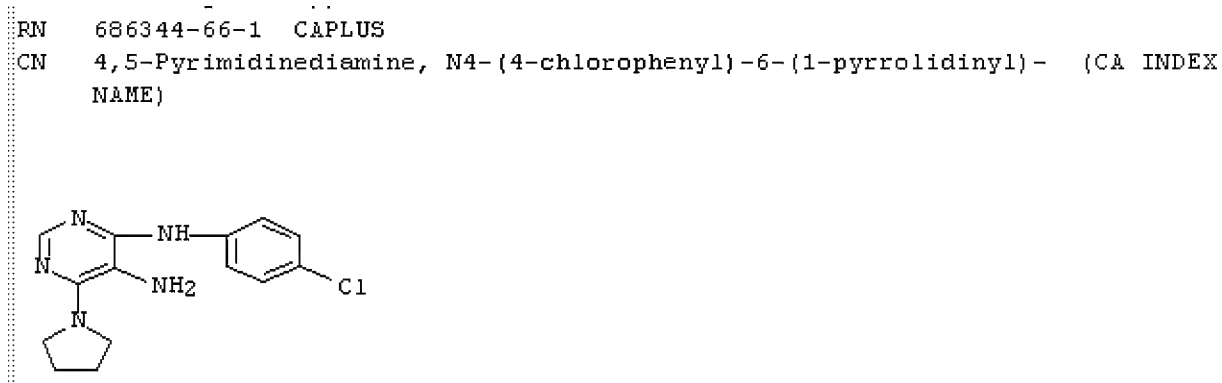 RN 686344-66-1 CAPLUS
CN 4,5-Pyrimidinediamine, N4-(4-chlorophenyl)-6-(1-pyrrolidinyl)- (CA INDEX
NAME)
N
NH
N
NH2
Cl
N